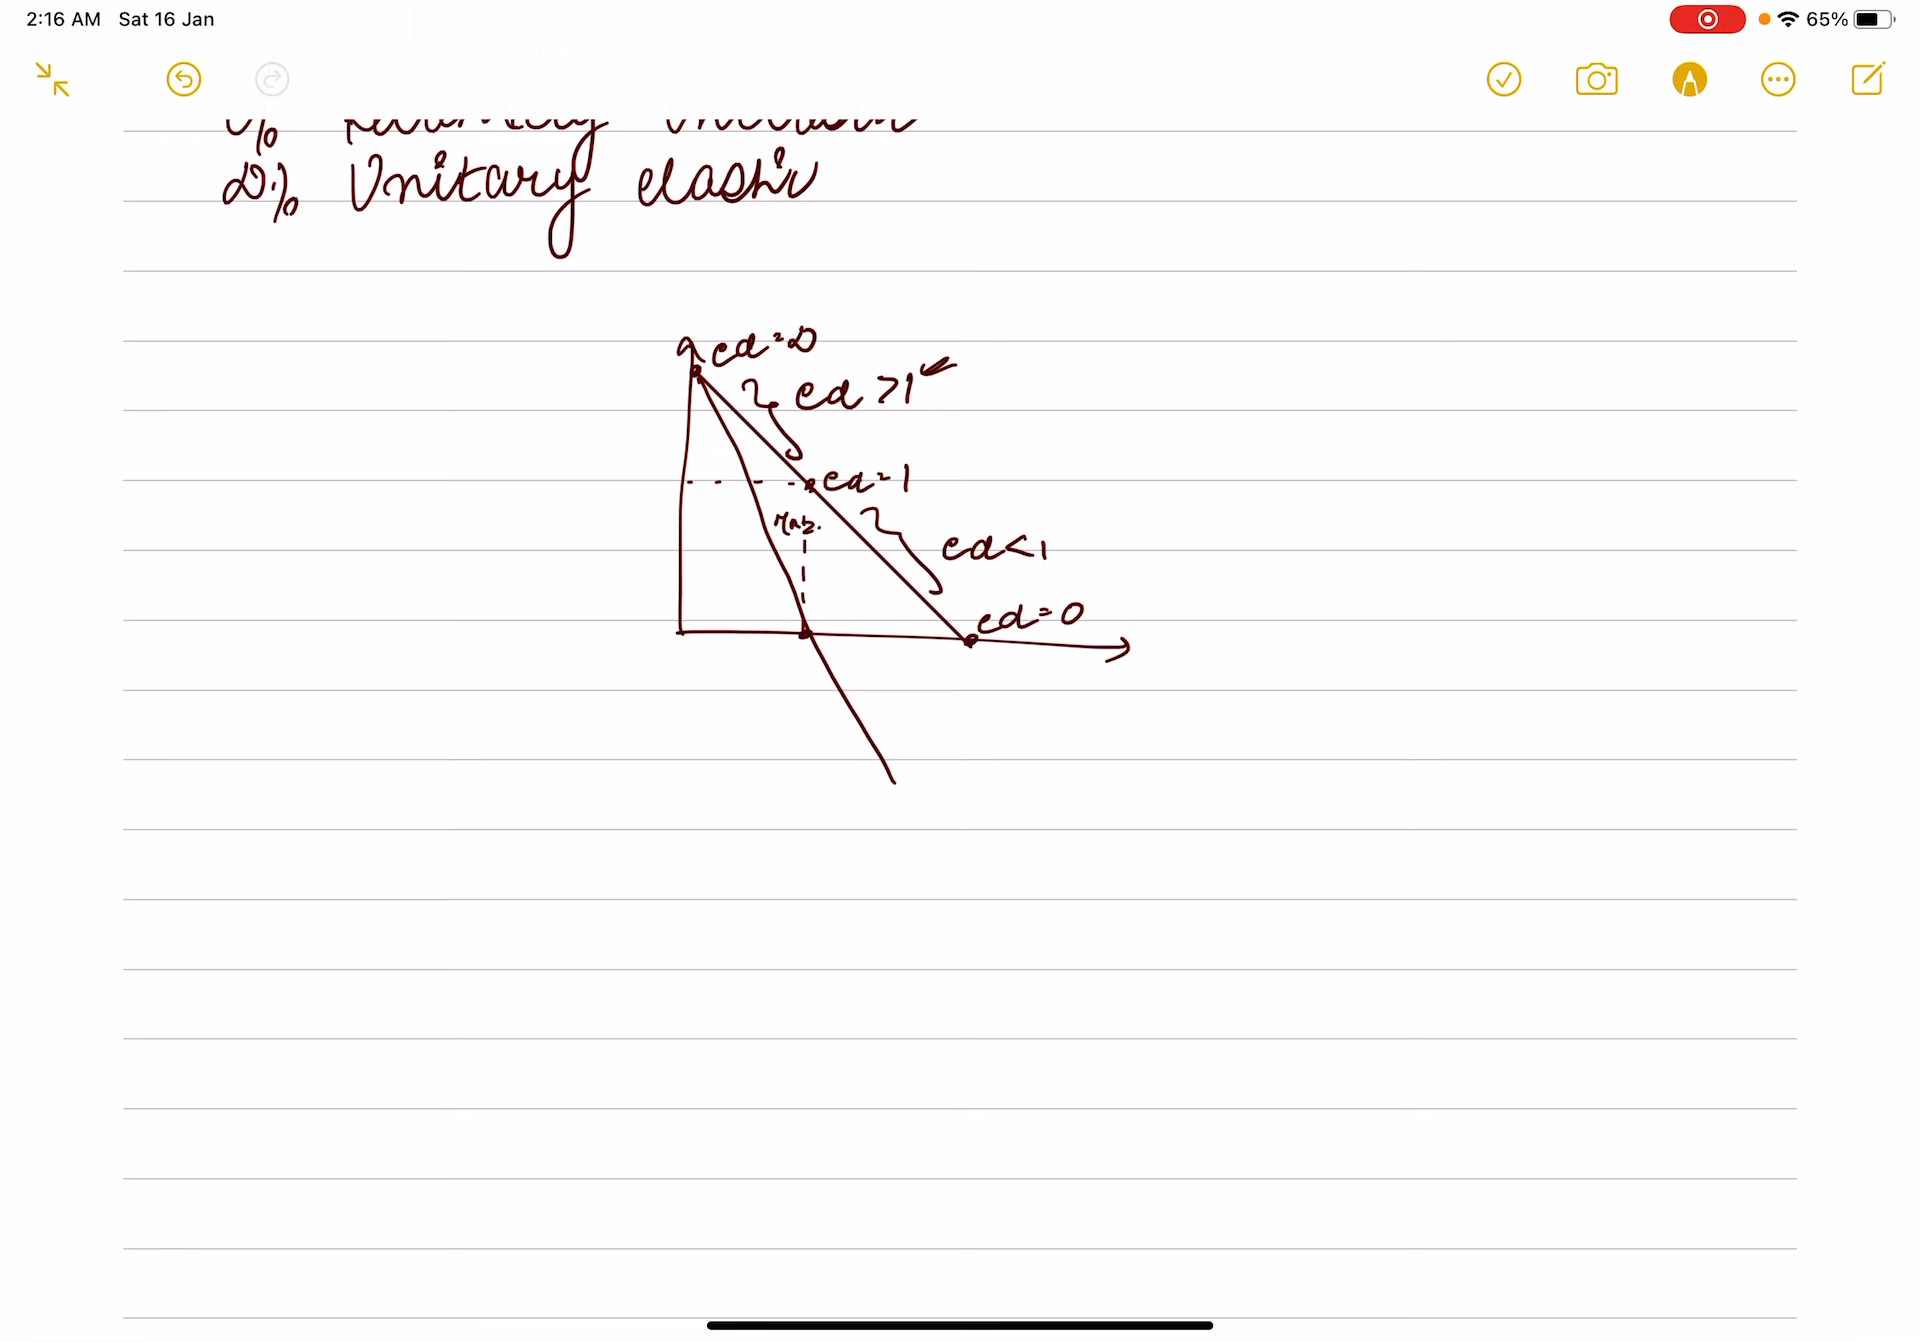 2:16 AM Sat 16 Jan 65%
D% Unitary elastic
ed=∞
ed >1
ed=1
ed<1
ed=0